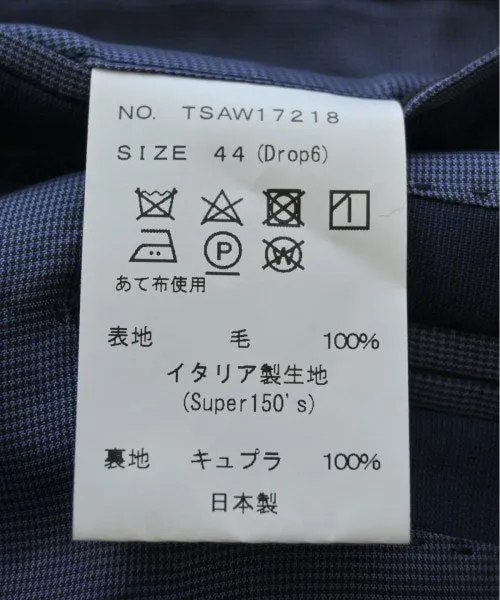 NO. TSAW17218
SIZE 44(Drop6)
P W
あて布使用
表地 毛 100%
イタリア製生地
(Super150's)
裏地 キュプラ 100%
日本製